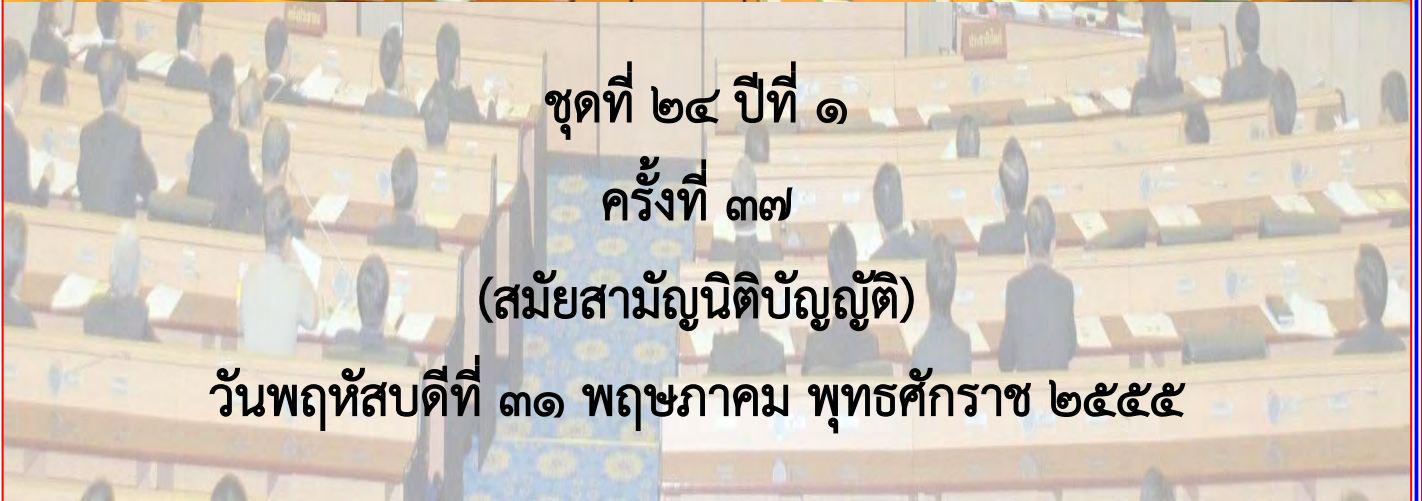 ชุดที่ ๒๔ ปีที่ ๑
ครั้งที่ ๓๗
(สมัยสามัญนิติบัญญัติ)
วันพฤหัสบดีที่ ๓๑ พฤษภาคม พุทธศักราช ๒๕๕๕